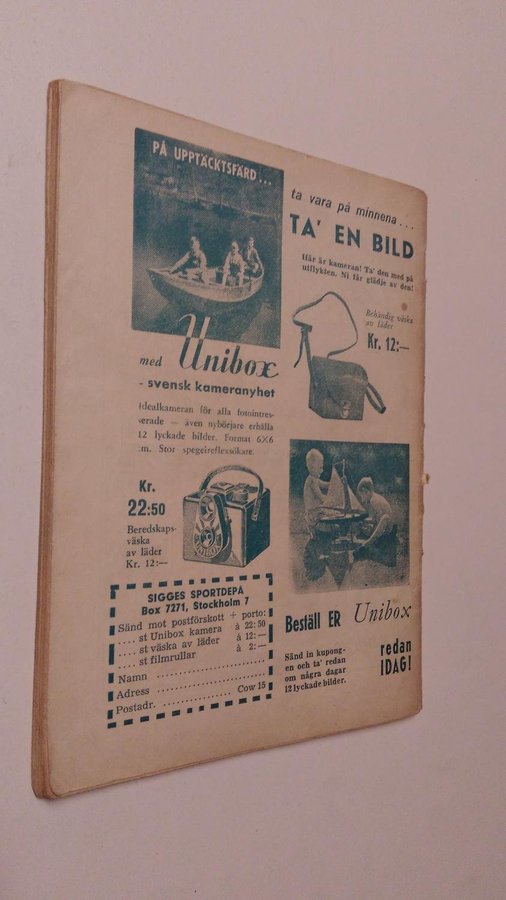 PÅ UPPTÄCKTSFÄRD...
med Unibox
- svensk kameranyhet
Idealkameran för alla fotointres-
serade — även nybörjare erhålla
12 lyckade bilder. Format 6X6
cm. Stor spegelreflexsökare.
Kr.
22:50
Beredskaps-
väska
av läder
Kr. 12:—
UNIBOX
SIGGES SPORTDEPÅ
Box 7271, Stockholm 7
Sänd mot postförskott + porto:
.... st Unibox kamera à 22:50
.... st väska av läder à 12:—
.... st filmrullar à 2:—
Namn
Adress
Postadr. Cow 15
ta vara på minnena...
TA' EN BILD
Här är kameran! Ta' den med på
utflykten. Ni får glädje av den!
Behändig väska
av läder
Kr. 12:—
Beställ ER Unibox
redan
IDAG!
Sänd in kupong-
en och ta' redan
om några dagar
12 lyckade bilder.